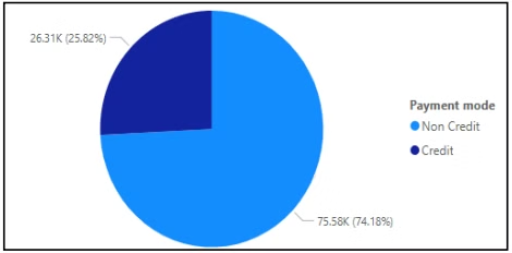 26.31K (25.82%)
Payment mode
Non Credit
Credit
75.58K (74.18%)